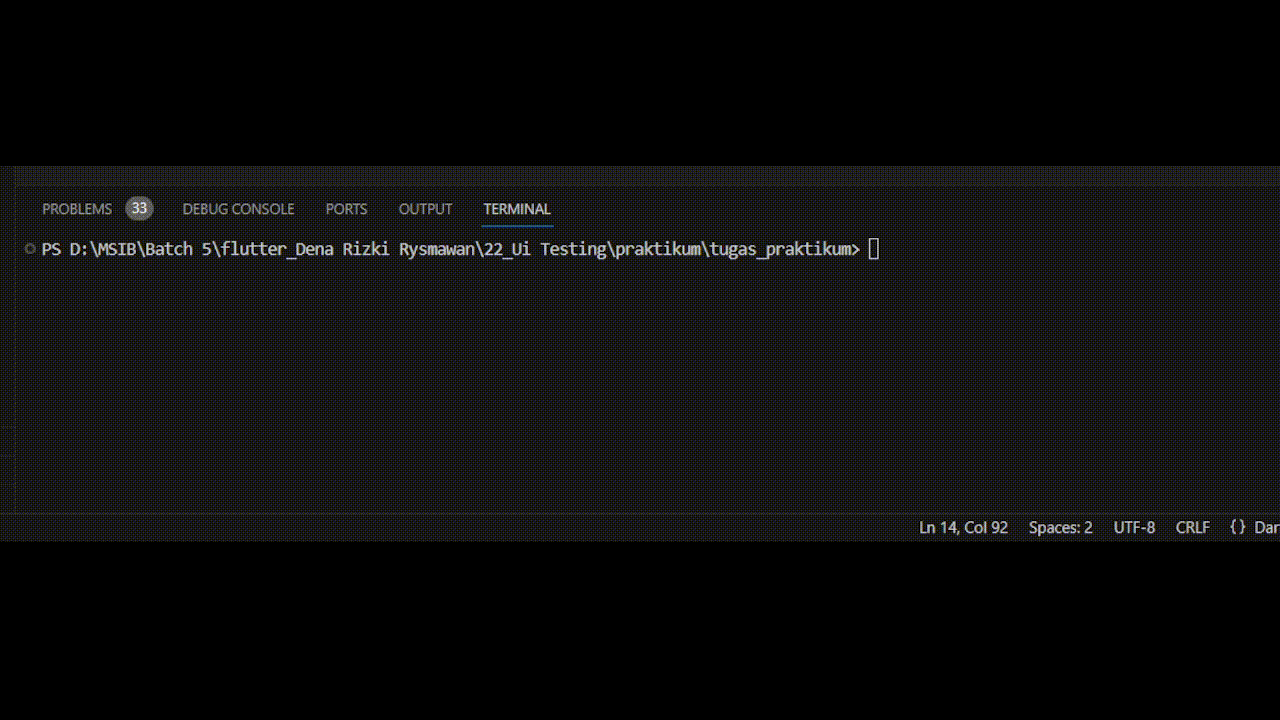 PROBLEMS 33 DEBUG CONSOLE PORTS OUTPUT TERMINAL
PS D:\MSIB\Batch 5\flutter_Dena Rizki Rysmawan\22_Ui Testing\praktikum\tugas_praktikum>
Ln 14, Col 92 Spaces: 2 UTF-8 CRLF {}